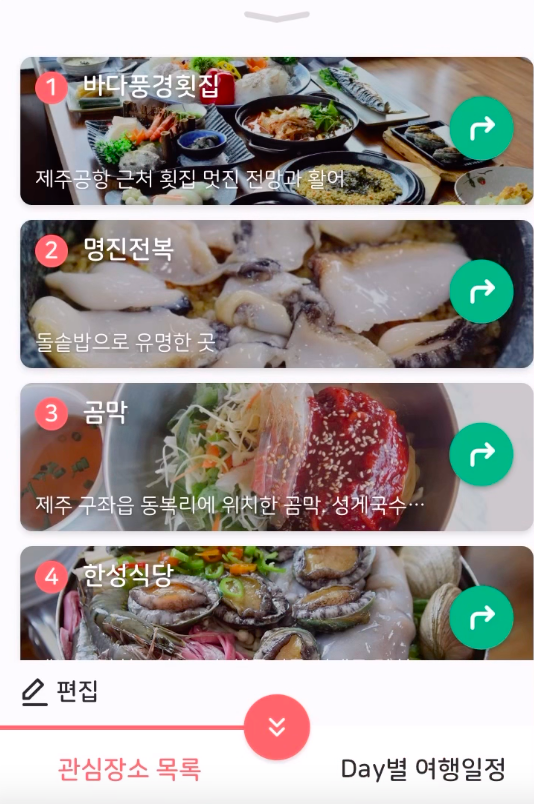 1 바다풍경횟집
제주공항 근처 횟집 멋진 전망과 활어
2 명진전복
돌솥밥으로 유명한 곳
3 곰막
제주 구좌읍 동복리에 위치한 곰막. 성게국수…
4 한성식당
편집
관심장소 목록
Day별 여행일정